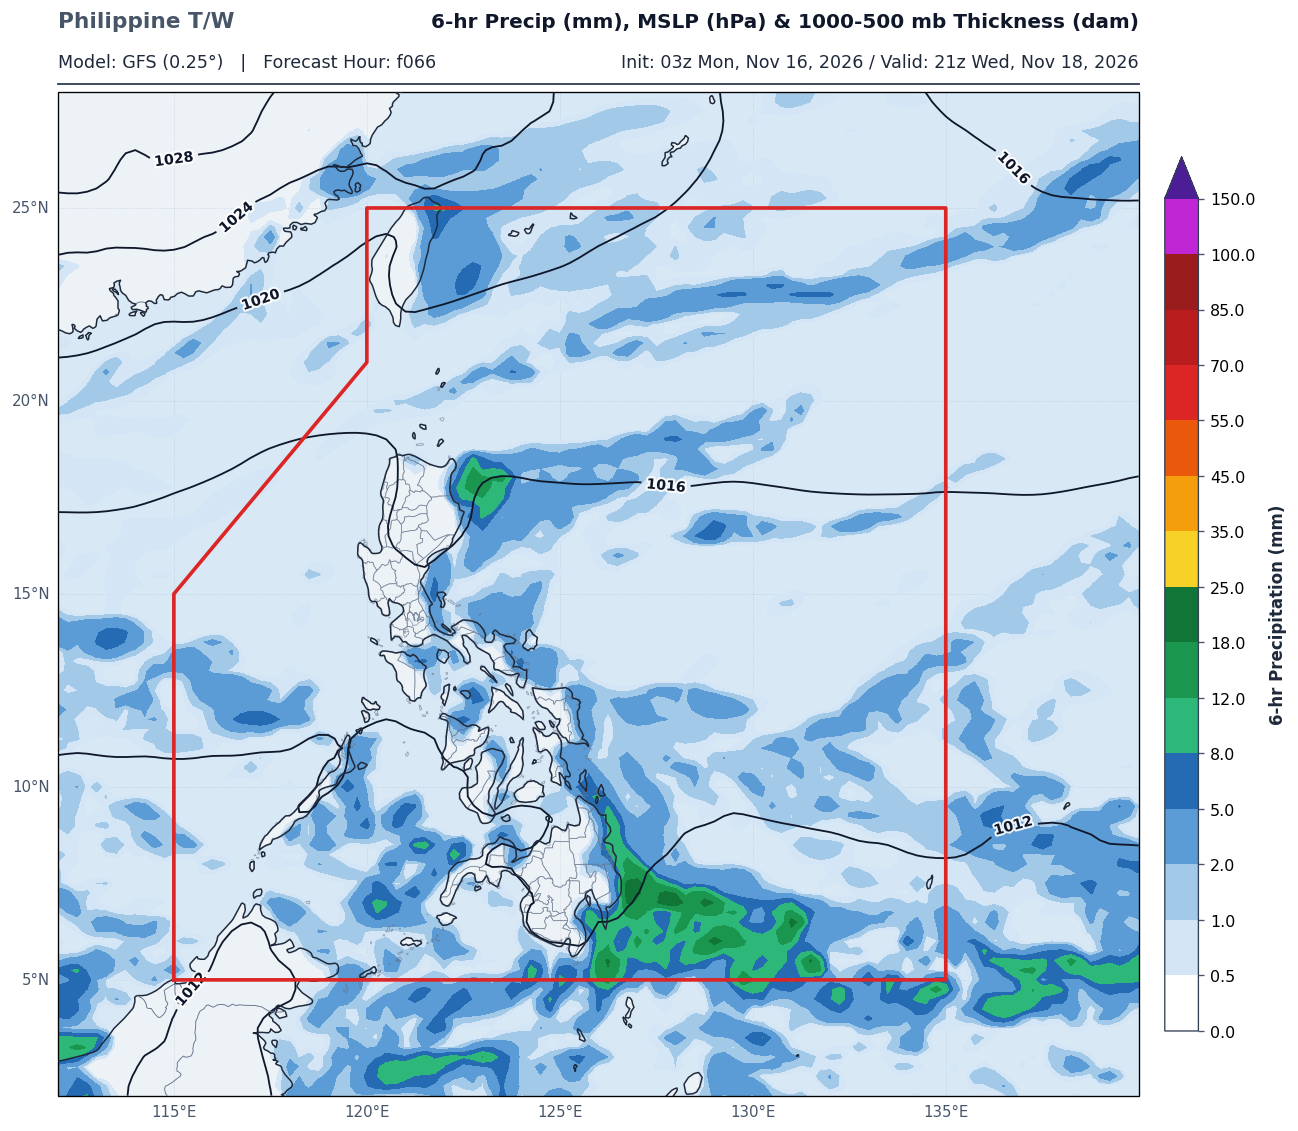 Philippine T/W
6-hr Precip (mm), MSLP (hPa) & 1000-500 mb Thickness (dam)
Model: GFS (0.25°)   |   Forecast Hour: f066
Init: 03z Mon, Nov 16, 2026 / Valid: 21z Wed, Nov 18, 2026
1028
1024
1020
1016
1016
1012
1012
25°N
20°N
15°N
10°N
5°N
115°E
120°E
125°E
130°E
135°E
150.0
100.0
85.0
70.0
55.0
45.0
35.0
25.0
18.0
12.0
8.0
5.0
2.0
1.0
0.5
0.0
6-hr Precipitation (mm)